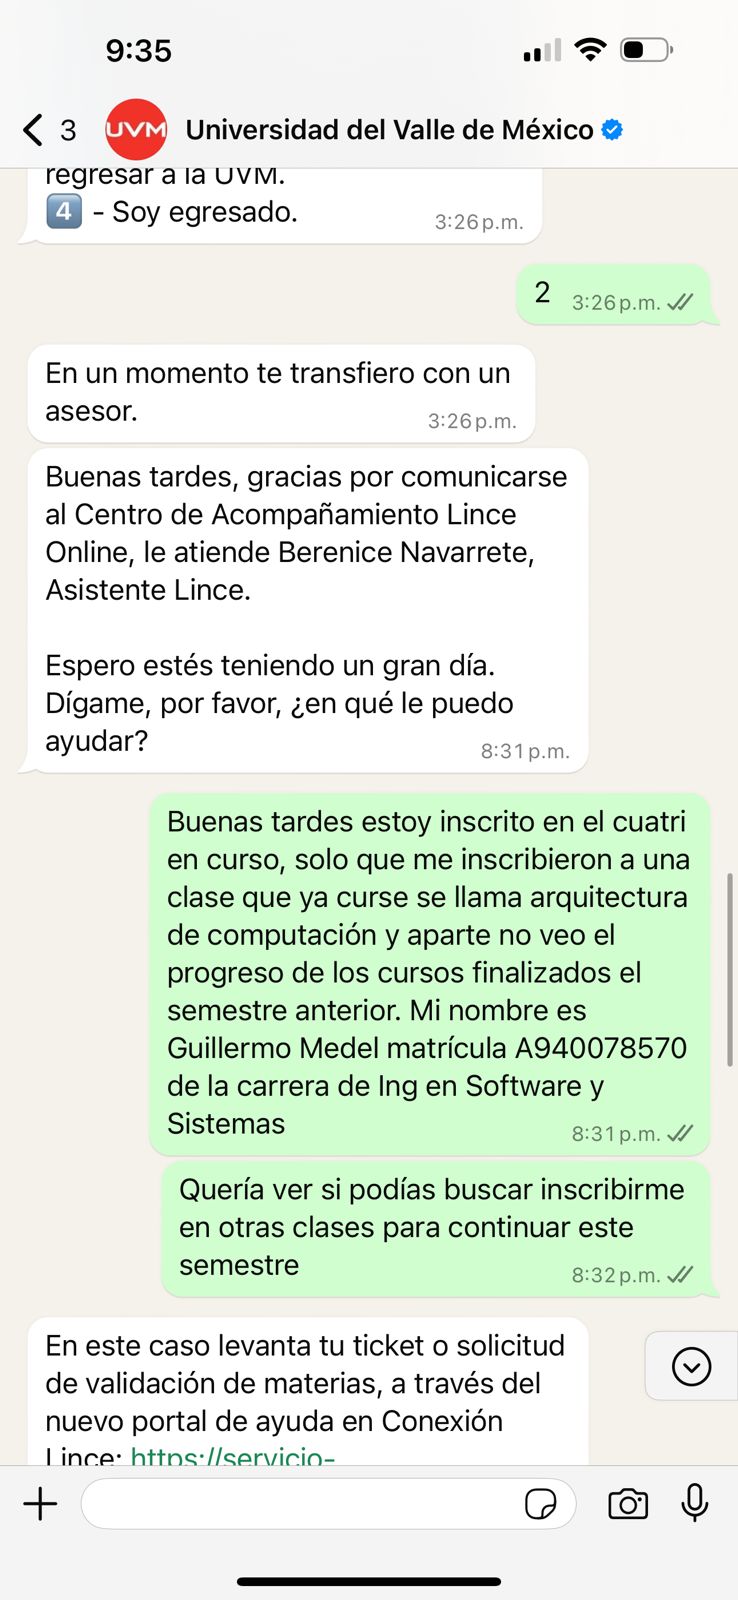 9:35
3
UVM
Universidad del Valle de México
regresar a la UVM.
4 - Soy egresado.
3:26 p.m.
2
3:26 p.m.
En un momento te transfiero con un
asesor.
3:26 p.m.
Buenas tardes, gracias por comunicarse
al Centro de Acompañamiento Lince
Online, le atiende Berenice Navarrete,
Asistente Lince.
Espero estés teniendo un gran día.
Dígame, por favor, ¿en qué le puedo
ayudar?
8:31 p.m.
Buenas tardes estoy inscrito en el cuatri
en curso, solo que me inscribieron a una
clase que ya curse se llama arquitectura
de computación y aparte no veo el
progreso de los cursos finalizados el
semestre anterior. Mi nombre es
Guillermo Medel matrícula A940078570
de la carrera de Ing en Software y
Sistemas
8:31 p.m.
Quería ver si podías buscar inscribirme
en otras clases para continuar este
semestre
8:32 p.m.
En este caso levanta tu ticket o solicitud
de validación de materias, a través del
nuevo portal de ayuda en Conexión
Lince: https://servicio-